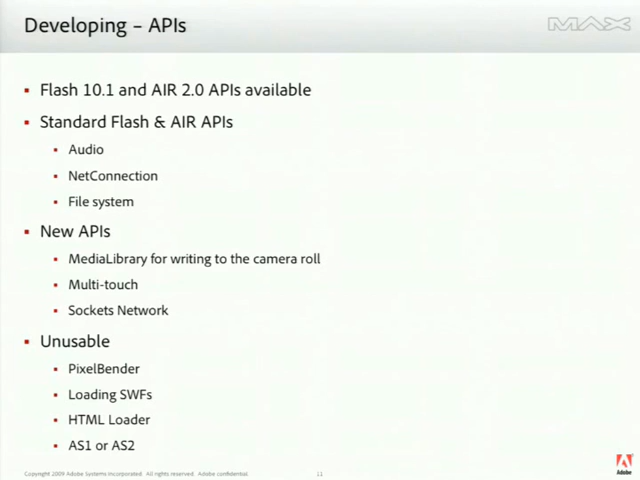 Developing – APIs
MAX
Flash 10.1 and AIR 2.0 APIs available
Standard Flash & AIR APIs
Audio
NetConnection
File system
New APIs
MediaLibrary for writing to the camera roll
Multi-touch
Sockets Network
Unusable
PixelBender
Loading SWFs
HTML Loader
AS1 or AS2
Copyright 2009 Adobe Systems Incorporated. All rights reserved. Adobe confidential.
Adobe